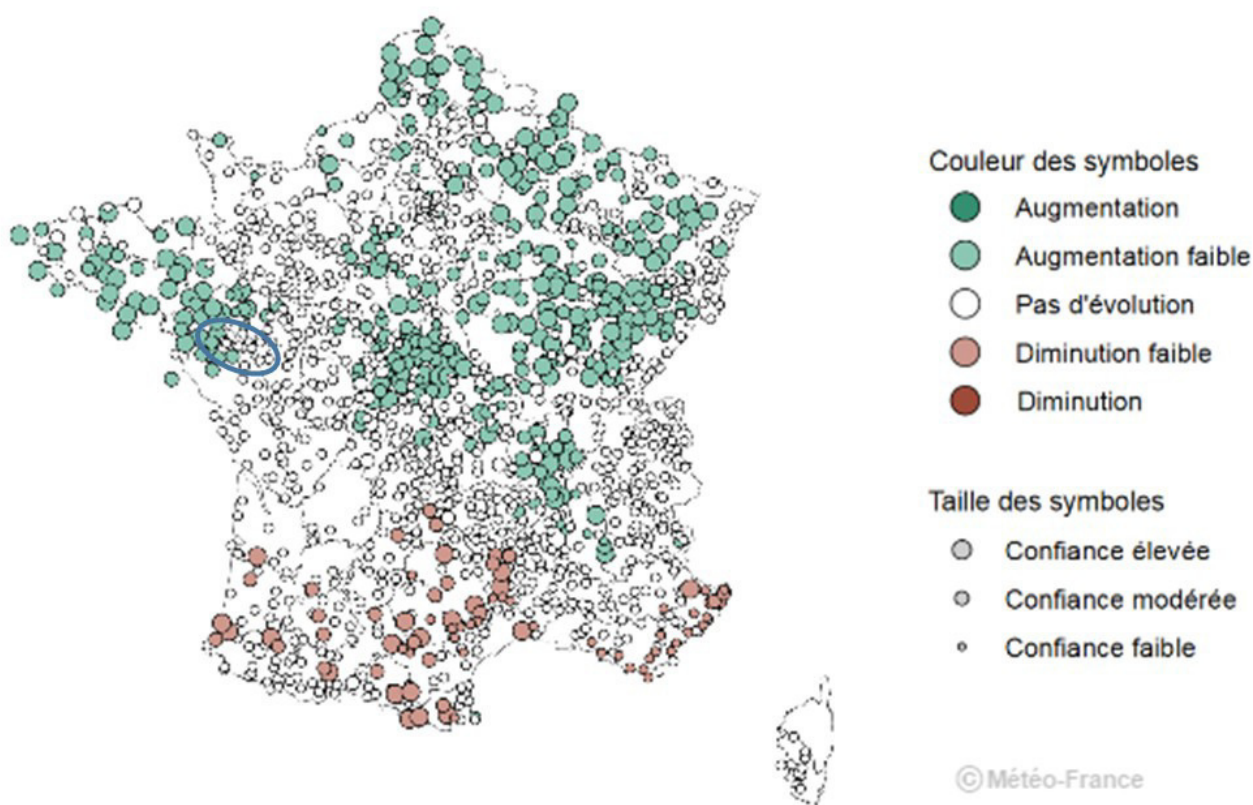 Couleur des symboles
Augmentation
Augmentation faible
Pas d'évolution
Diminution faible
Diminution
Taille des symboles
Confiance élevée
Confiance modérée
Confiance faible
© Météo-France